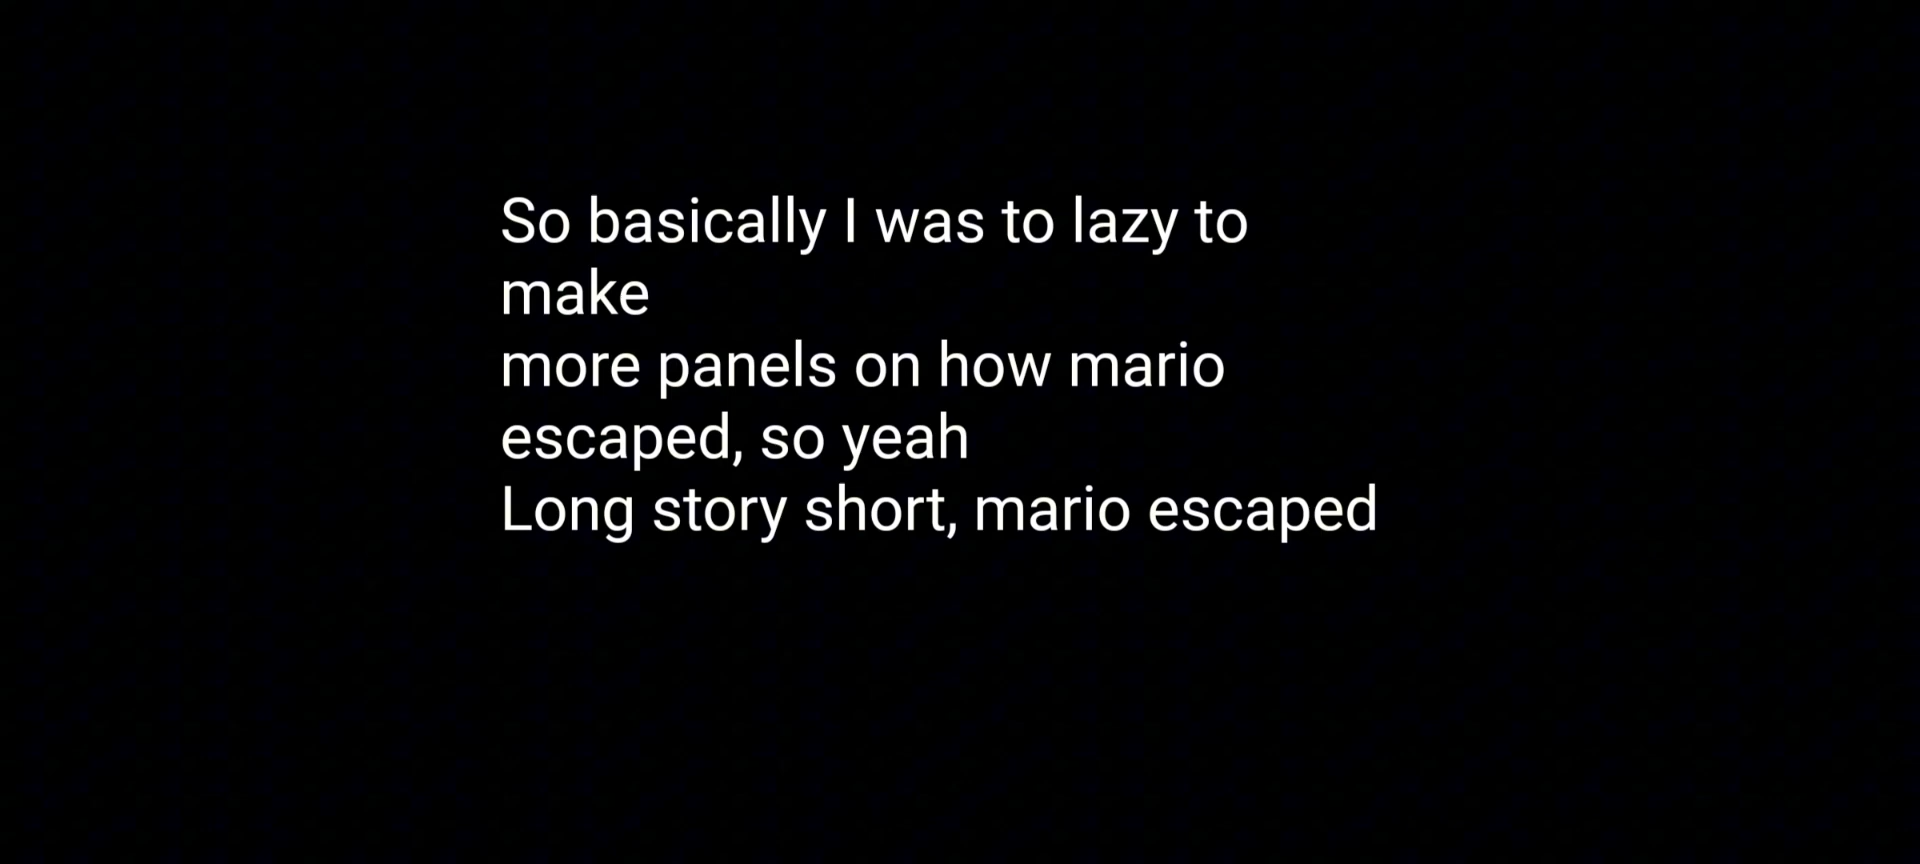 So basically I was to lazy to
make
more panels on how mario
escaped, so yeah
Long story short, mario escaped